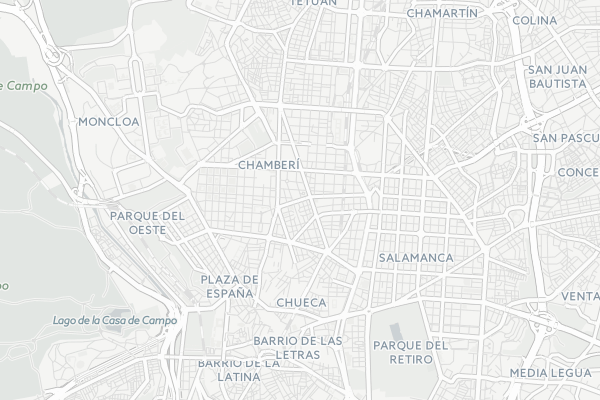 TETUÁN
CHAMARTÍN
COLINA
SAN JUAN
BAUTISTA
e Campo
MONCLOA
SAN PASCU
CHAMBERÍ
CONCE
PARQUE DEL
OESTE
SALAMANCA
PLAZA DE
ESPAÑA
po
VENTA
CHUECA
Lago de la Casa de Campo
BARRIO DE LAS
LETRAS
PARQUE DEL
RETIRO
BARRIO DE LA
LATINA
MEDIA LEGUA